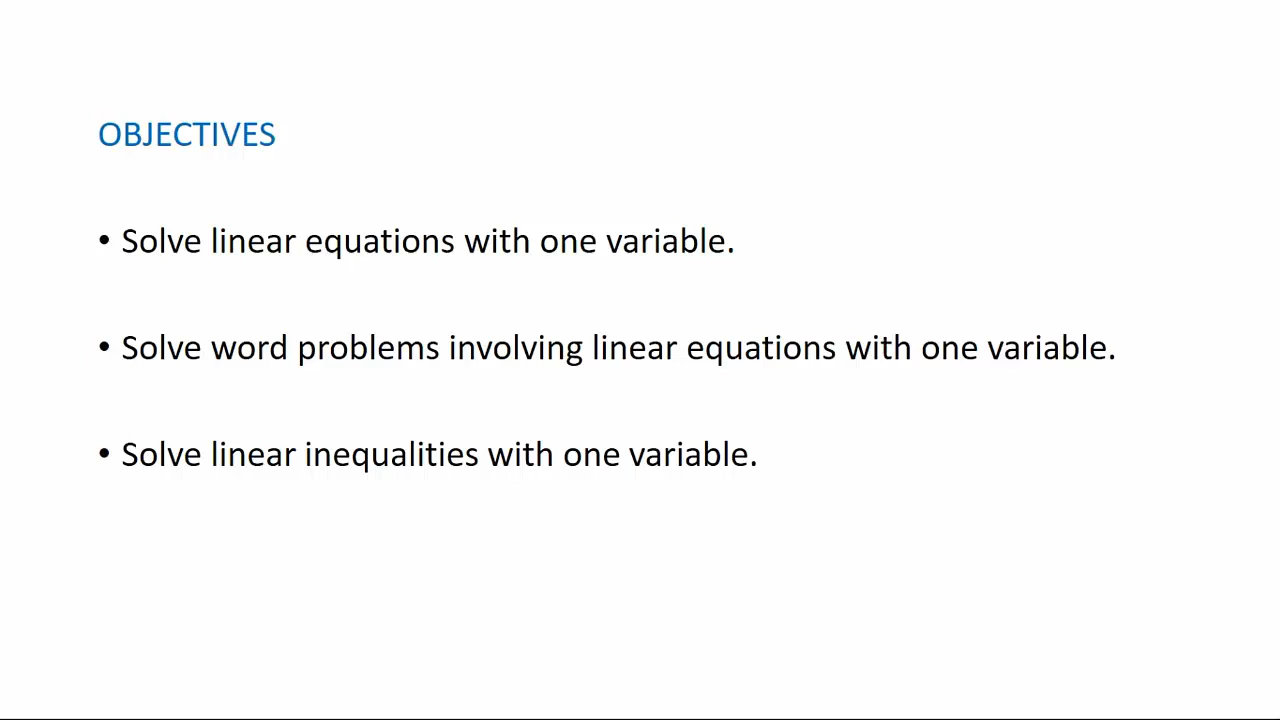 OBJECTIVES
• Solve linear equations with one variable.
• Solve word problems involving linear equations with one variable.
• Solve linear inequalities with one variable.